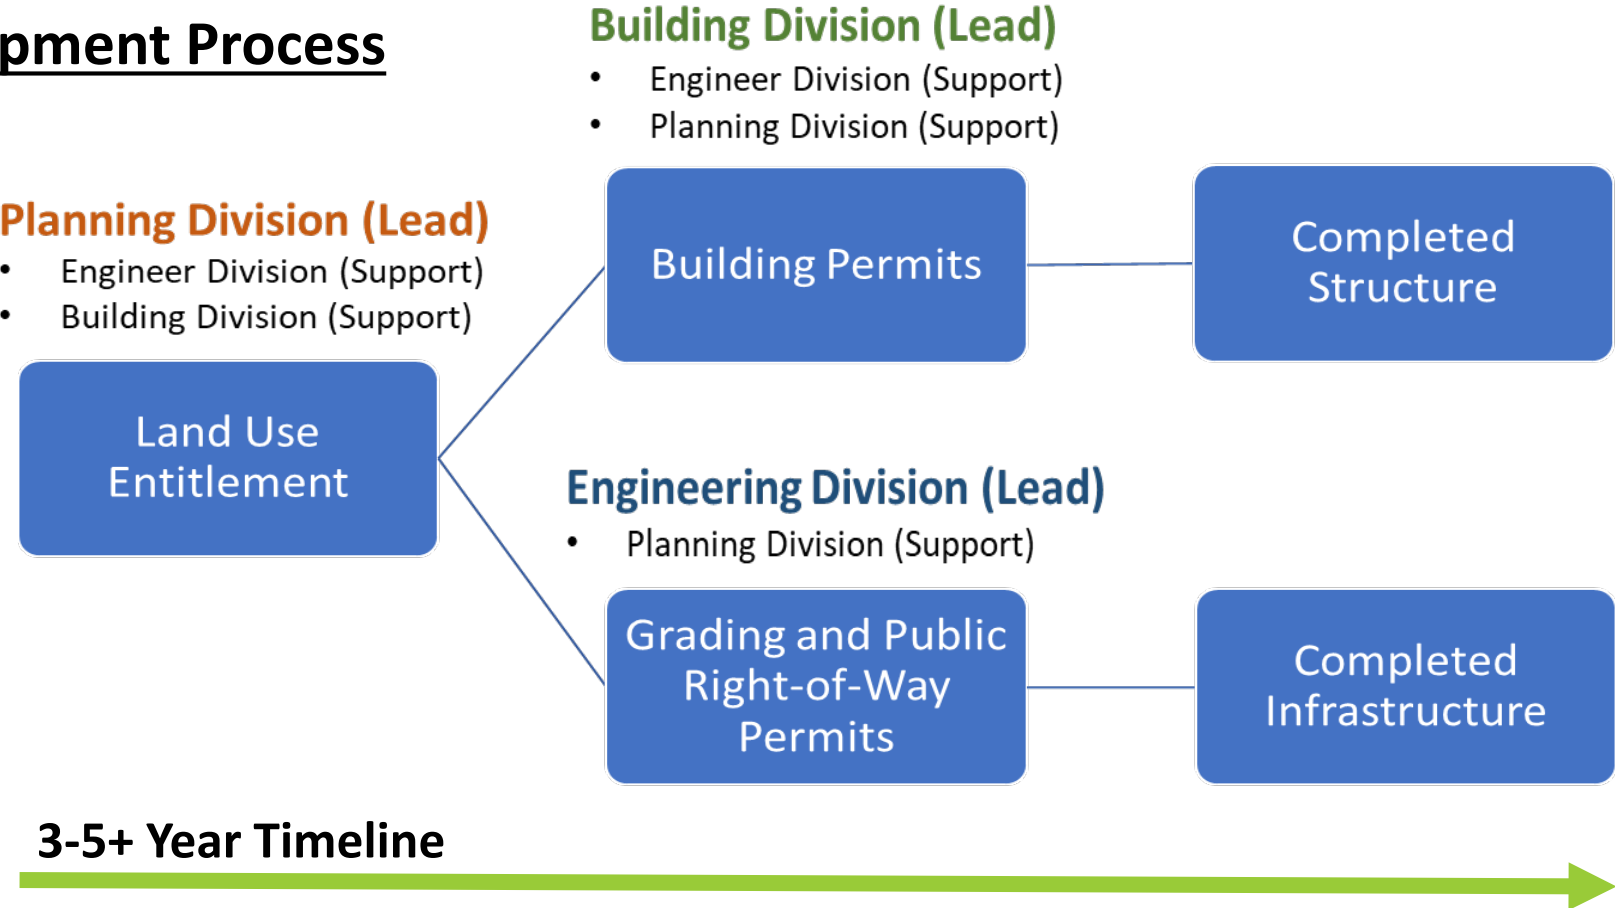 pment Process
Building Division (Lead)
• Engineer Division (Support)
• Planning Division (Support)
Planning Division (Lead)
• Engineer Division (Support)
• Building Division (Support)
Building Permits
Completed
Structure
Land Use
Entitlement
Engineering Division (Lead)
• Planning Division (Support)
Grading and Public
Right-of-Way
Permits
Completed
Infrastructure
3-5+ Year Timeline